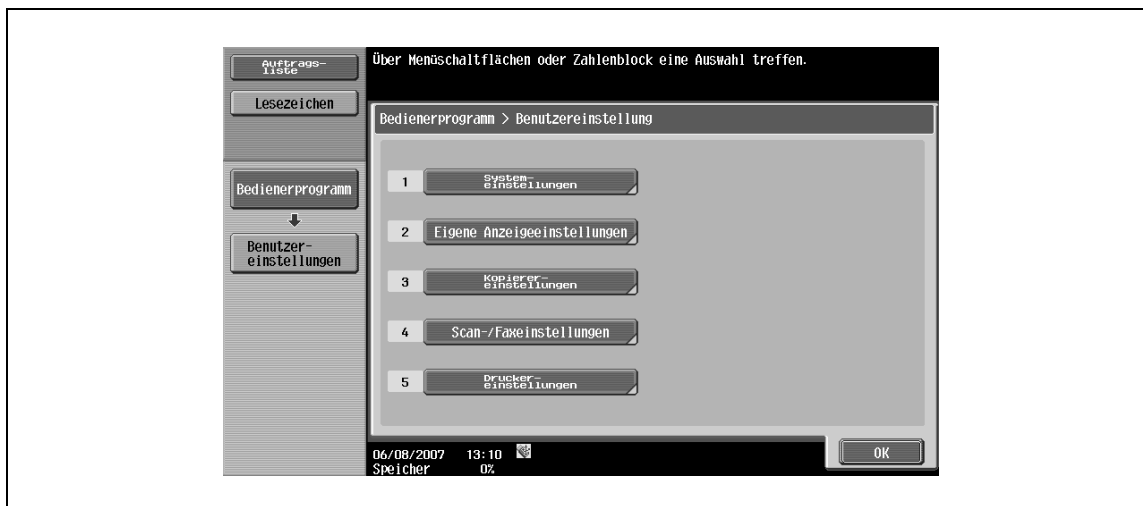 Auftrags-
liste
Über Menüschaltflächen oder Zahlenblock eine Auswahl treffen.
Lesezeichen
Bedienerprogramm > Benutzereinstellung
Bedienerprogramm
Benutzer-
einstellungen
1 System-
einstellungen
2 Eigene Anzeigeeinstellungen
3 Kopierer-
einstellungen
4 Scan-/Faxeinstellungen
5 Drucker-
einstellungen
06/08/2007 13:10
Speicher 0%
OK